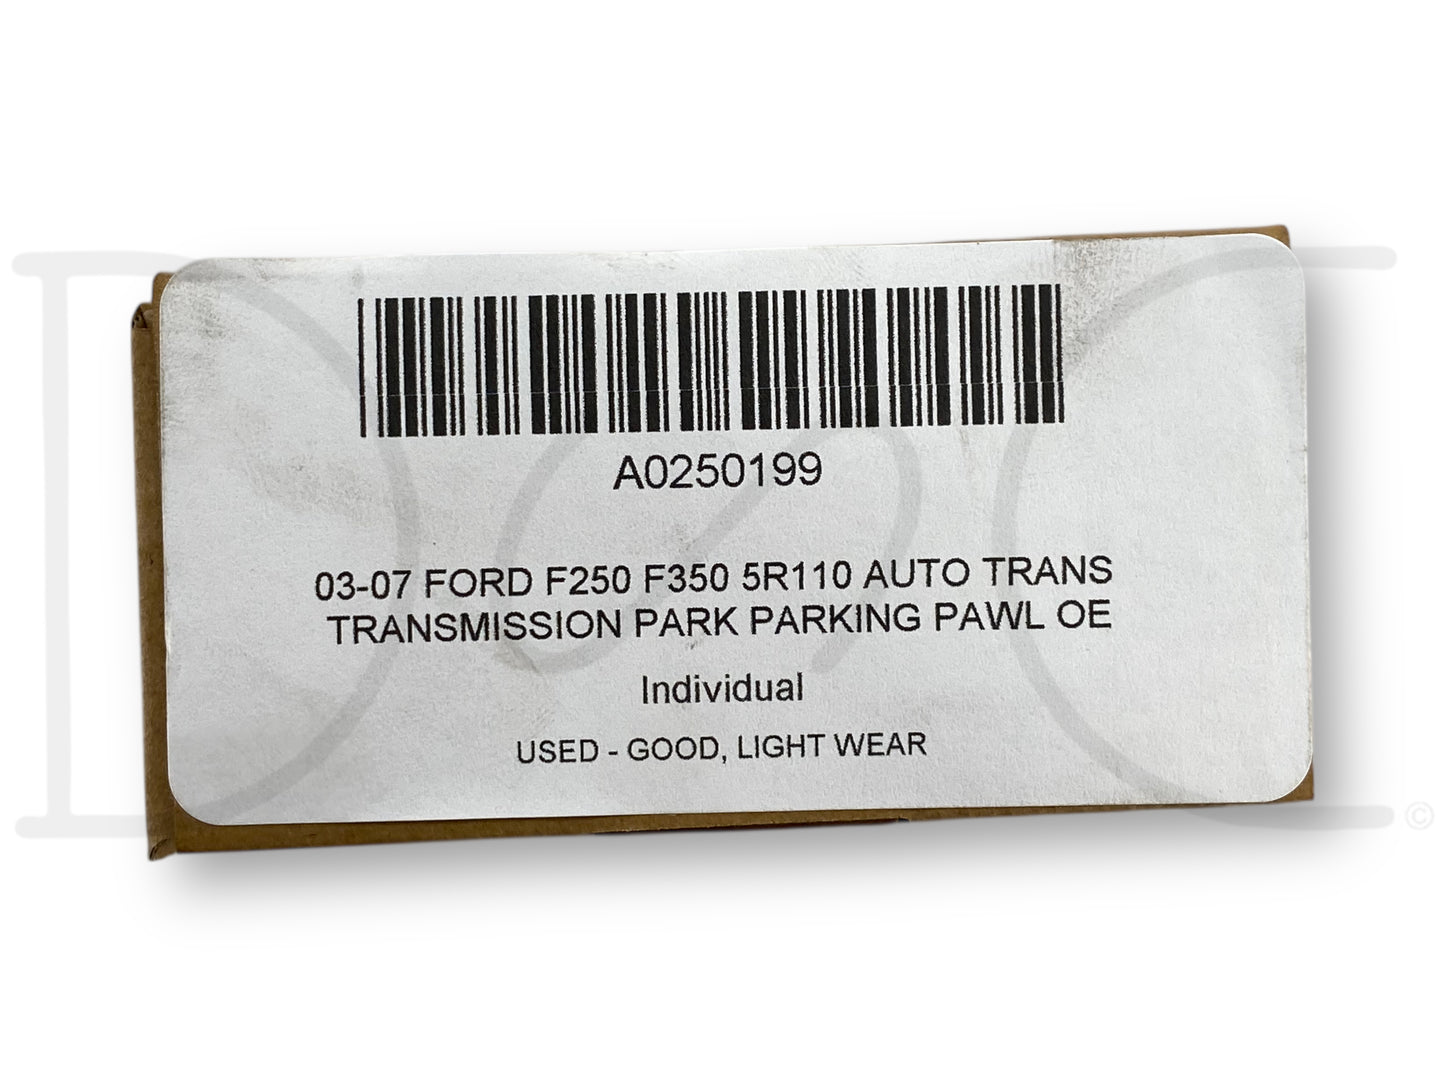 A0250199
03-07 FORD F250 F350 5R110 AUTO TRANS
TRANSMISSION PARK PARKING PAWL OE
Individual
USED - GOOD, LIGHT WEAR